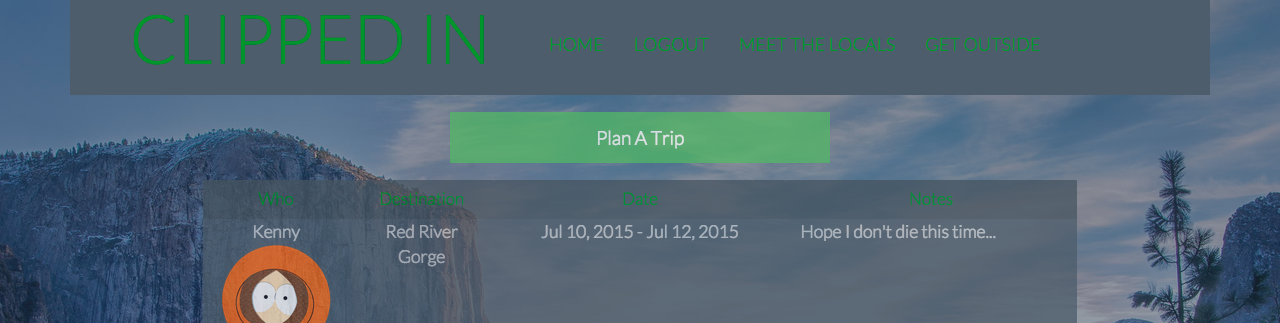 CLIPPED IN
HOME LOGOUT MEET THE LOCALS GET OUTSIDE
Plan A Trip
Who Destination Date Notes
Kenny Red River Jul 10, 2015 - Jul 12, 2015 Hope I don't die this time...
Gorge